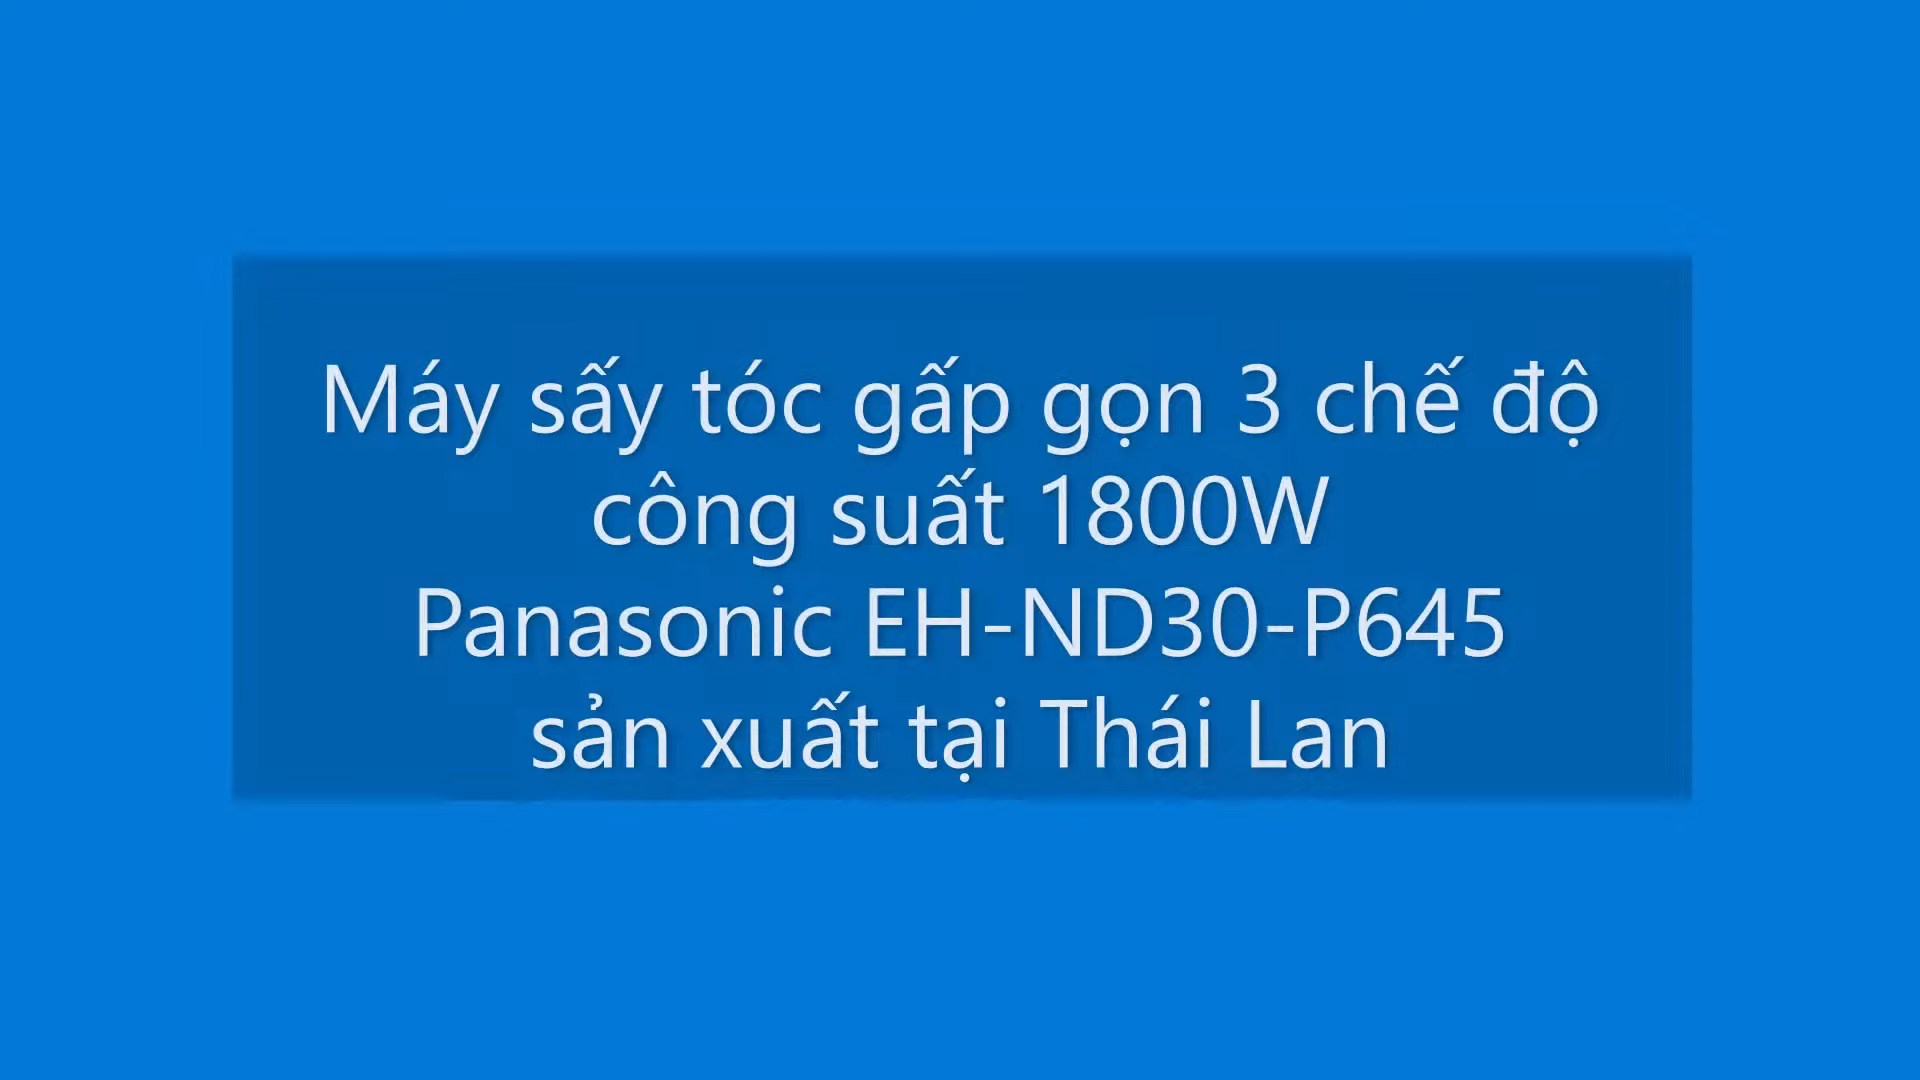 Máy sấy tóc gấp gọn 3 chế độ
công suất 1800W
Panasonic EH-ND30-P645
sản xuất tại Thái Lan